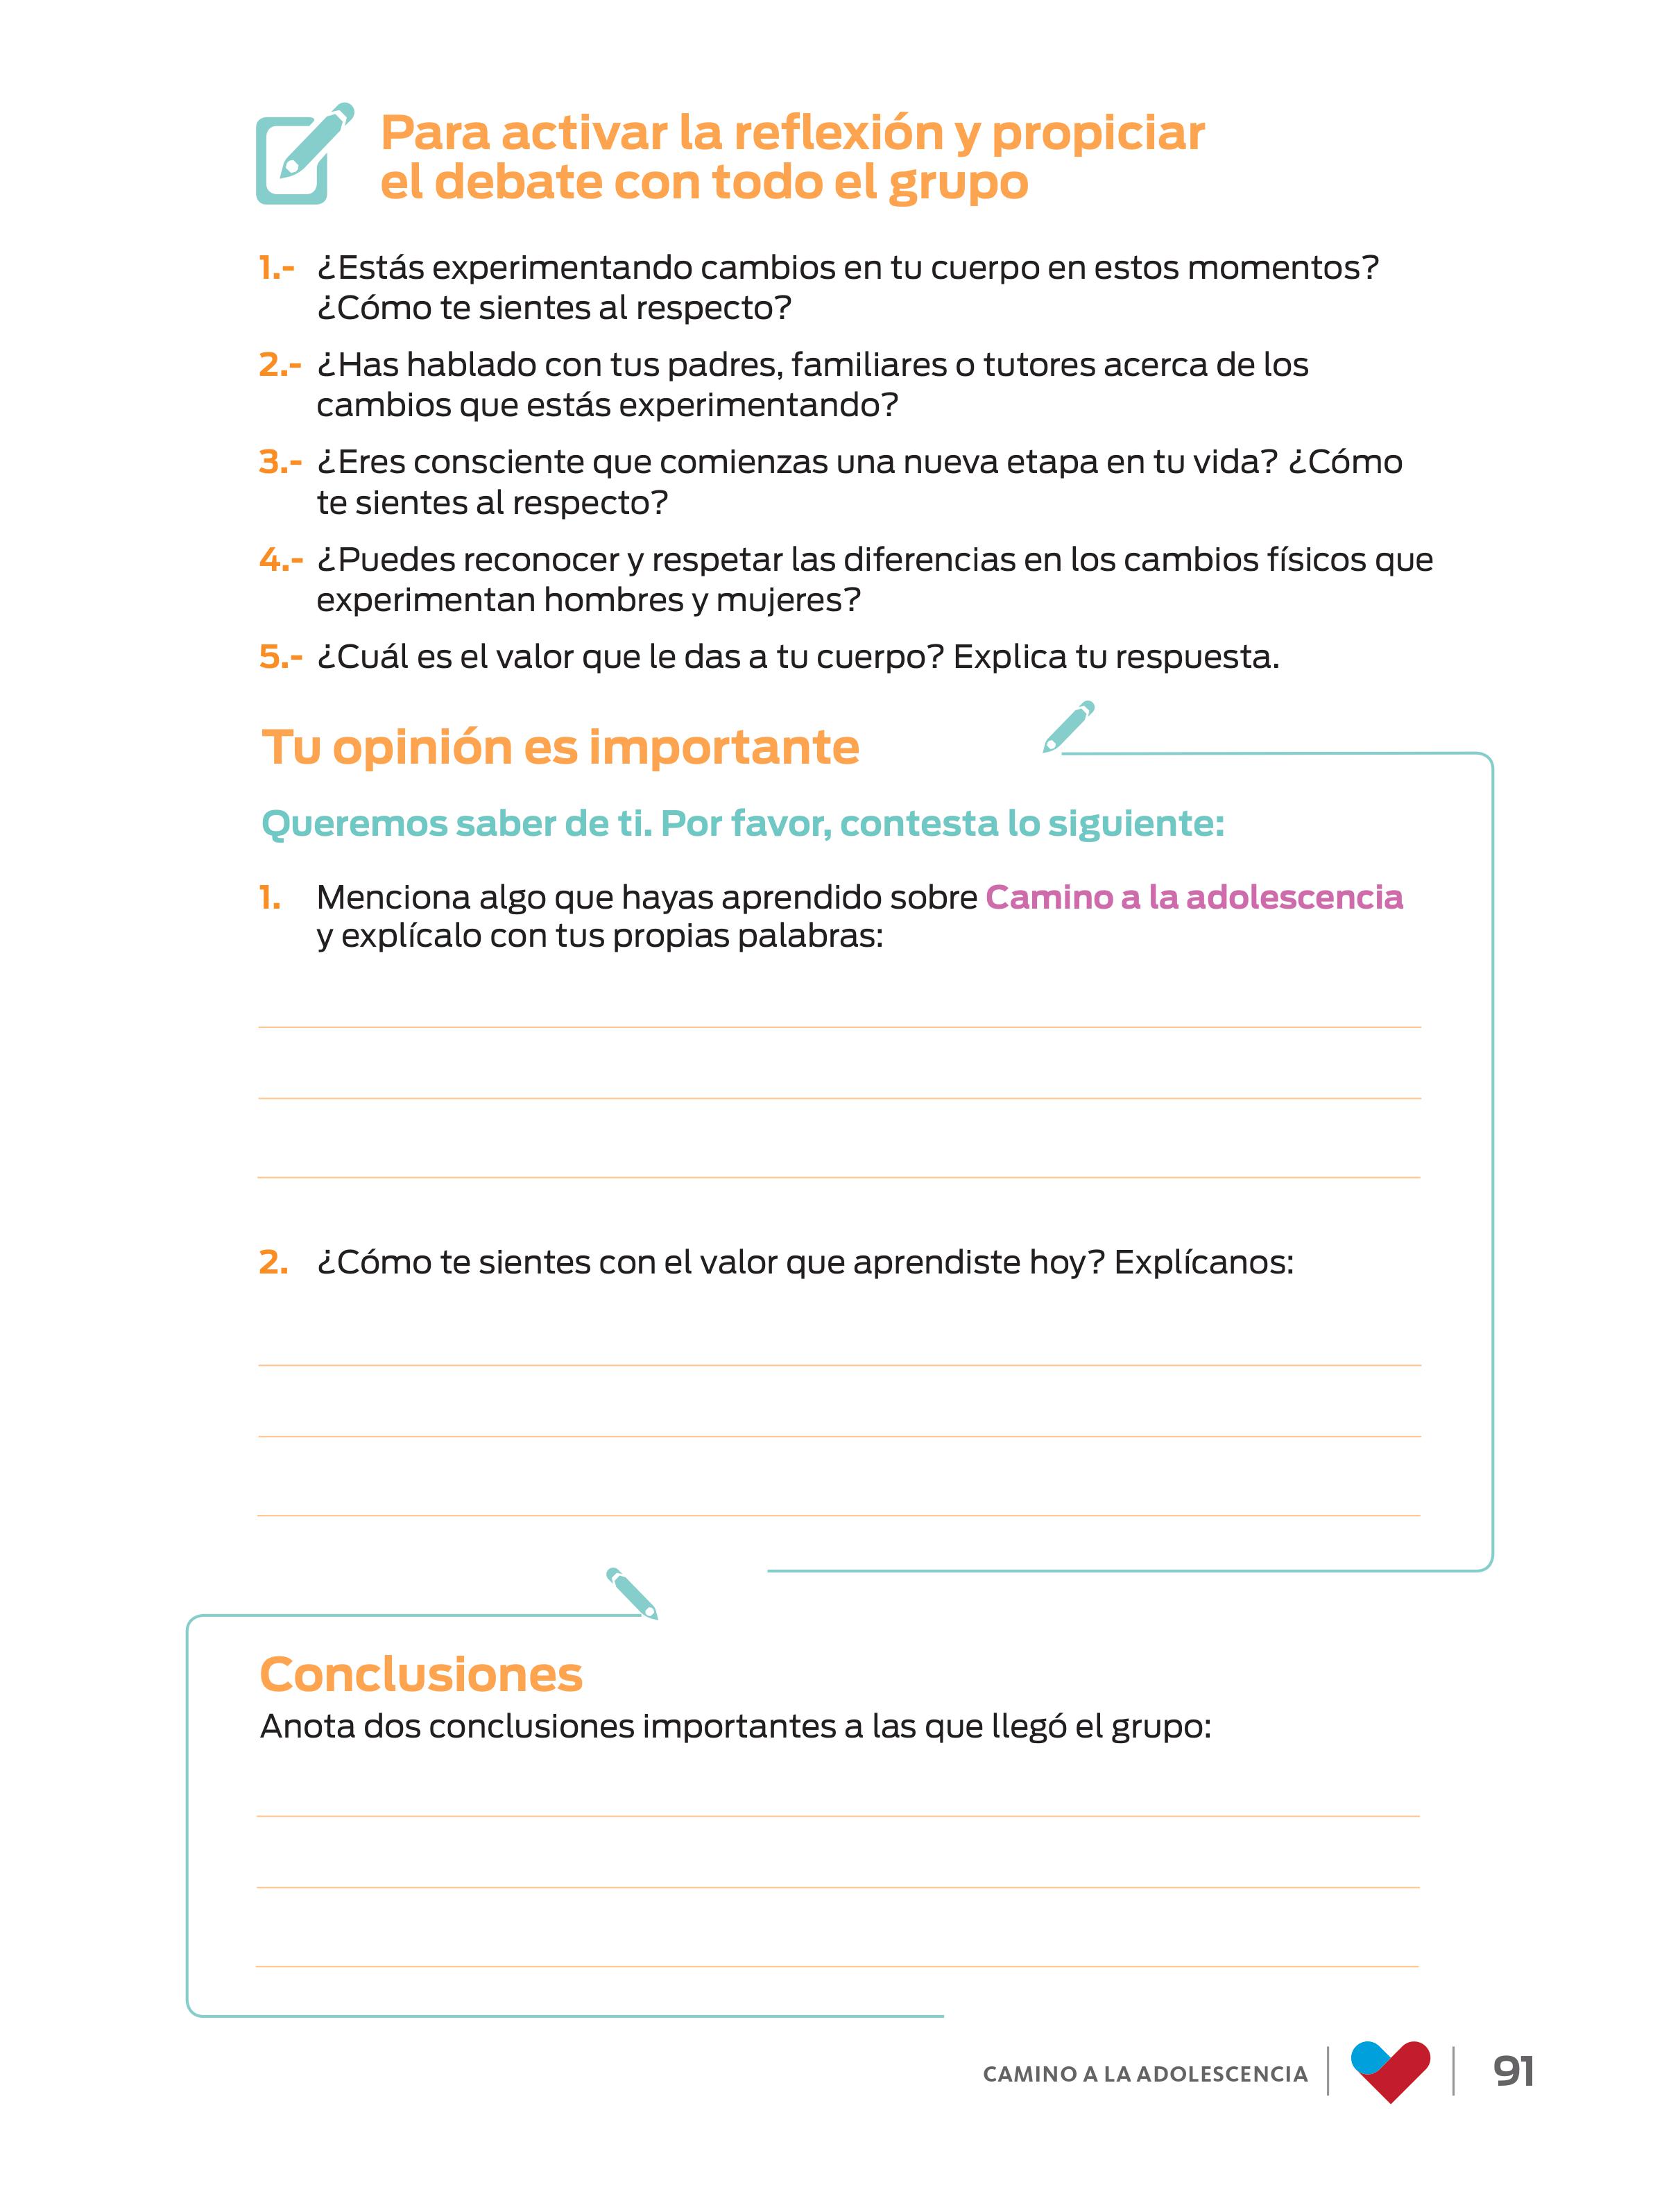 Para activar la reflexión y propiciar
el debate con todo el grupo
1.- ¿Estás experimentando cambios en tu cuerpo en estos momentos?
¿Cómo te sientes al respecto?
2.- ¿Has hablado con tus padres, familiares o tutores acerca de los
cambios que estás experimentando?
3.- ¿Eres consciente que comienzas una nueva etapa en tu vida? ¿Cómo
te sientes al respecto?
4.- ¿Puedes reconocer y respetar las diferencias en los cambios físicos que
experimentan hombres y mujeres?
5.- ¿Cuál es el valor que le das a tu cuerpo? Explica tu respuesta.
Tu opinión es importante
Queremos saber de ti. Por favor, contesta lo siguiente:
1. Menciona algo que hayas aprendido sobre Camino a la adolescencia
y explícalo con tus propias palabras:
2. ¿Cómo te sientes con el valor que aprendiste hoy? Explícanos:
Conclusiones
Anota dos conclusiones importantes a las que llegó el grupo:
CAMINO A LA ADOLESCENCIA 91